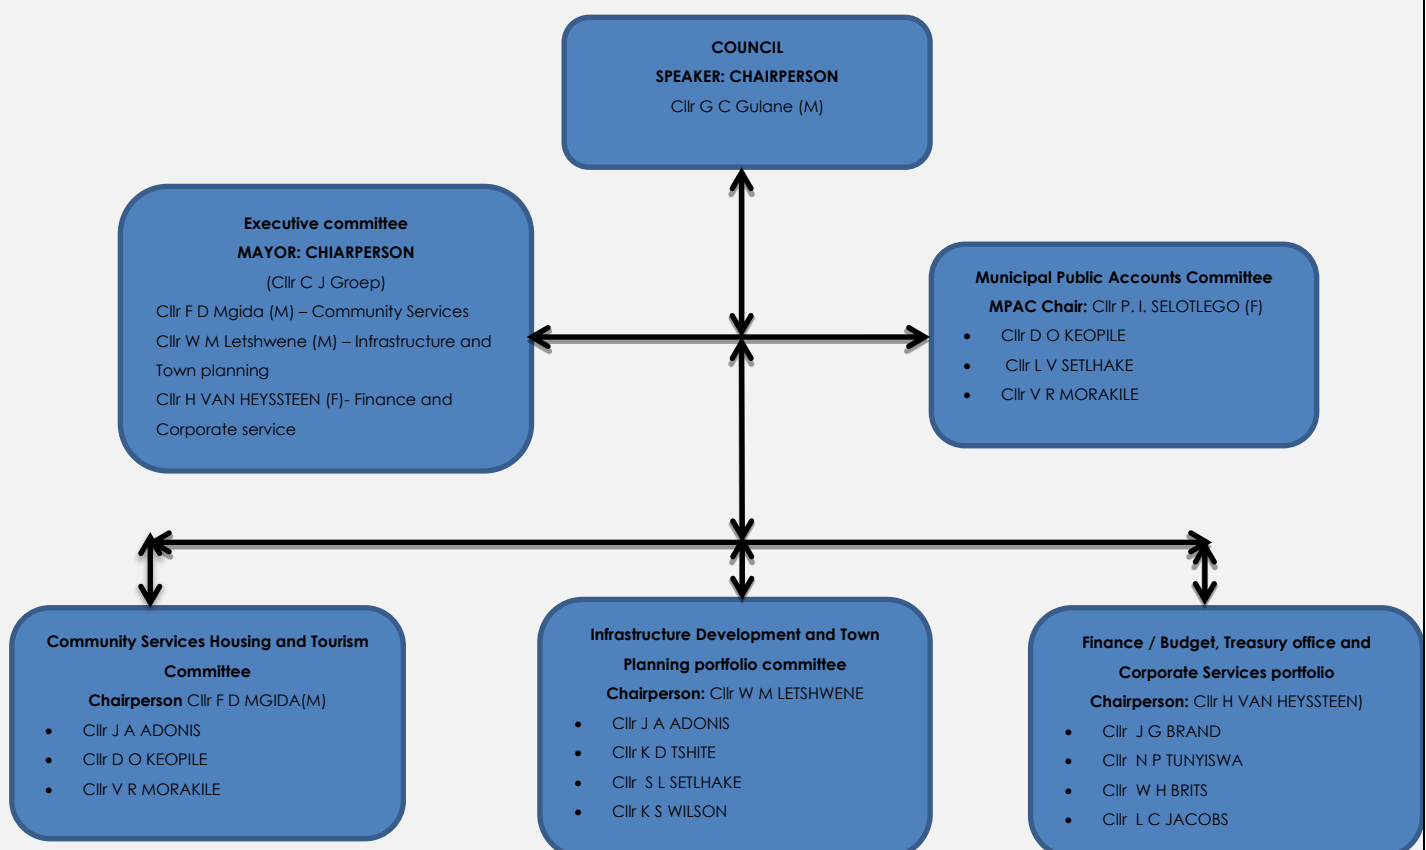 COUNCIL
SPEAKER: CHAIRPERSON
Cllr G C Gulane (M)
Executive committee
MAYOR: CHIARPERSON
(Cllr C J Groep)
Cllr F D Mgida (M) – Community Services
Cllr W M Letshwene (M) – Infrastructure and
Town planning
Cllr H VAN HEYSSTEEN (F)- Finance and
Corporate service
Municipal Public Accounts Committee
MPAC Chair: Cllr P. I. SELOTLEGO (F)
• Cllr D O KEOPILE
• Cllr L V SETLHAKE
• Cllr V R MORAKILE
Community Services Housing and Tourism
Committee
Chairperson Cllr F D MGIDA(M)
• Cllr J A ADONIS
• Cllr D O KEOPILE
• Cllr V R MORAKILE
Infrastructure Development and Town
Planning portfolio committee
Chairperson: Cllr W M LETSHWENE
• Cllr J A ADONIS
• Cllr K D TSHITE
• Cllr S L SETLHAKE
• Cllr K S WILSON
Finance / Budget, Treasury office and
Corporate Services portfolio
Chairperson: Cllr H VAN HEYSSTEEN)
• Cllr J G BRAND
• Cllr N P TUNYISWA
• Cllr W H BRITS
• Cllr L C JACOBS